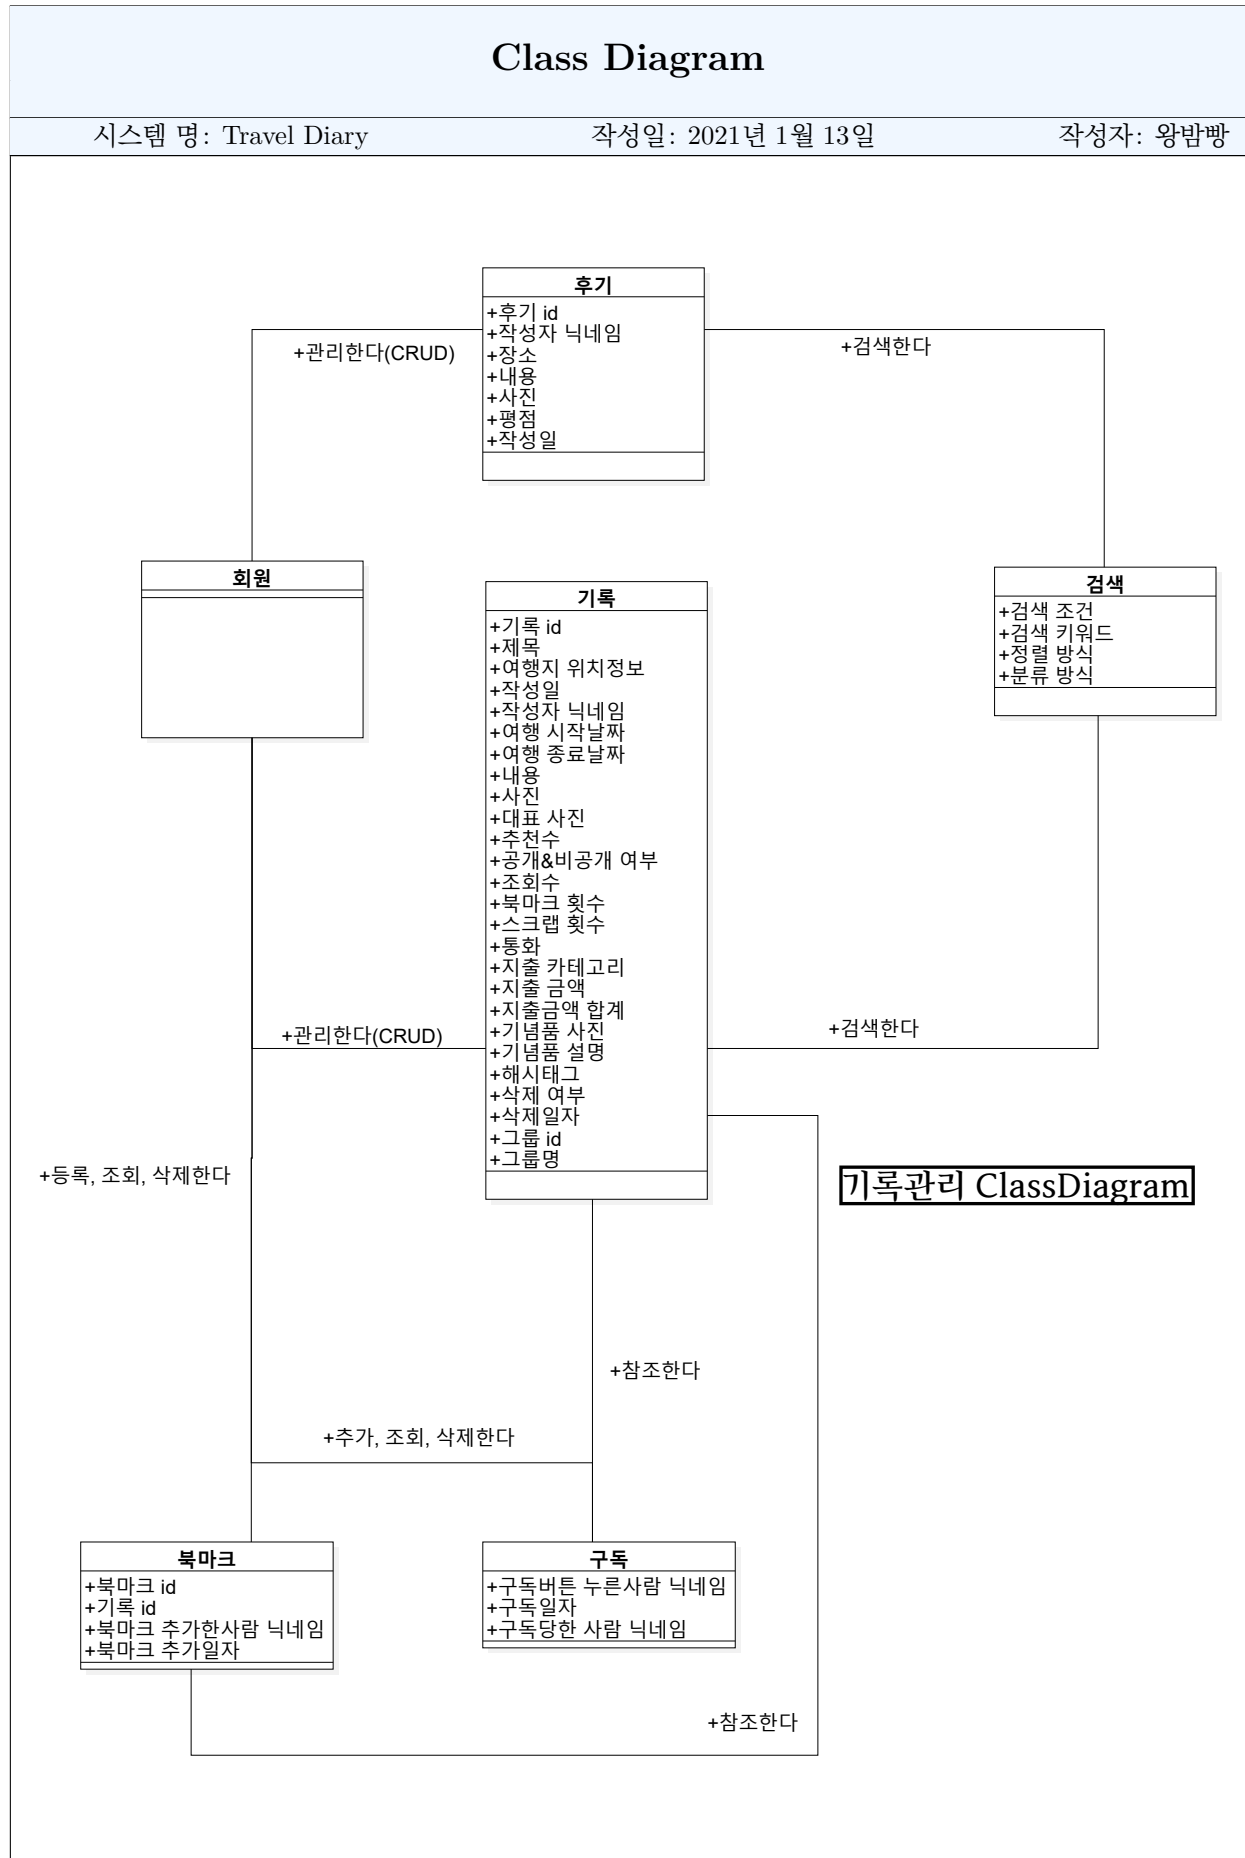 Class Diagram
시스템 명: Travel Diary
작성일: 2021년 1월 13일
작성자: 왕밤빵
후기
+후기 id
+작성자 닉네임
+장소
+내용
+사진
+평점
+작성일
+관리한다(CRUD)
+검색한다
회원
기록
+기록 id
+제목
+여행지 위치정보
+작성일
+작성자 닉네임
+여행 시작날짜
+여행 종료날짜
+내용
+사진
+대표 사진
+추천수
+공개&비공개 여부
+조회수
+북마크 횟수
+스크랩 횟수
+통화
+지출 카테고리
+지출 금액
+지출금액 합계
+기념품 사진
+기념품 설명
+해시태그
+삭제 여부
+삭제일자
+그룹 id
+그룹명
검색
+검색 조건
+검색 키워드
+정렬 방식
+분류 방식
+관리한다(CRUD)
+검색한다
+등록, 조회, 삭제한다
기록관리 ClassDiagram
+참조한다
+추가, 조회, 삭제한다
북마크
+북마크 id
+기록 id
+북마크 추가한사람 닉네임
+북마크 추가일자
구독
+구독버튼 누른사람 닉네임
+구독일자
+구독당한 사람 닉네임
+참조한다